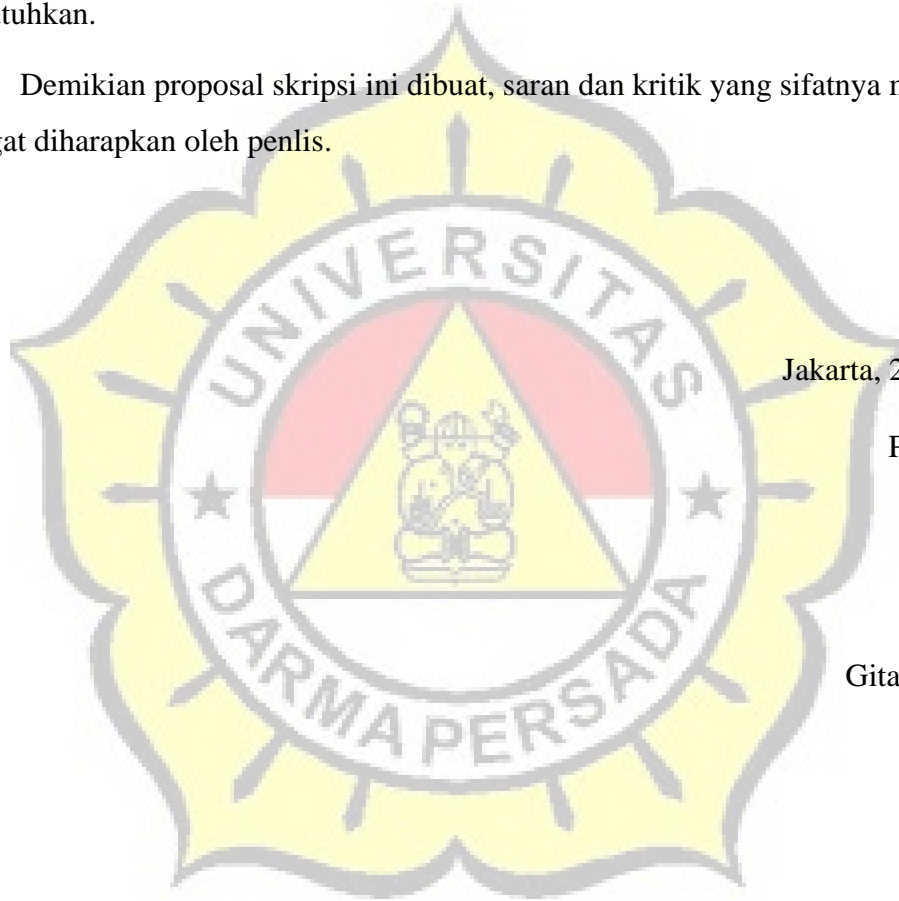 utuhkan.
Demikian proposal skripsi ini dibuat, saran dan kritik yang sifatnya
gat diharapkan oleh penlis.
UNIVERSITAS
Jakarta, 2
P
Gita
DARMA PERSADA